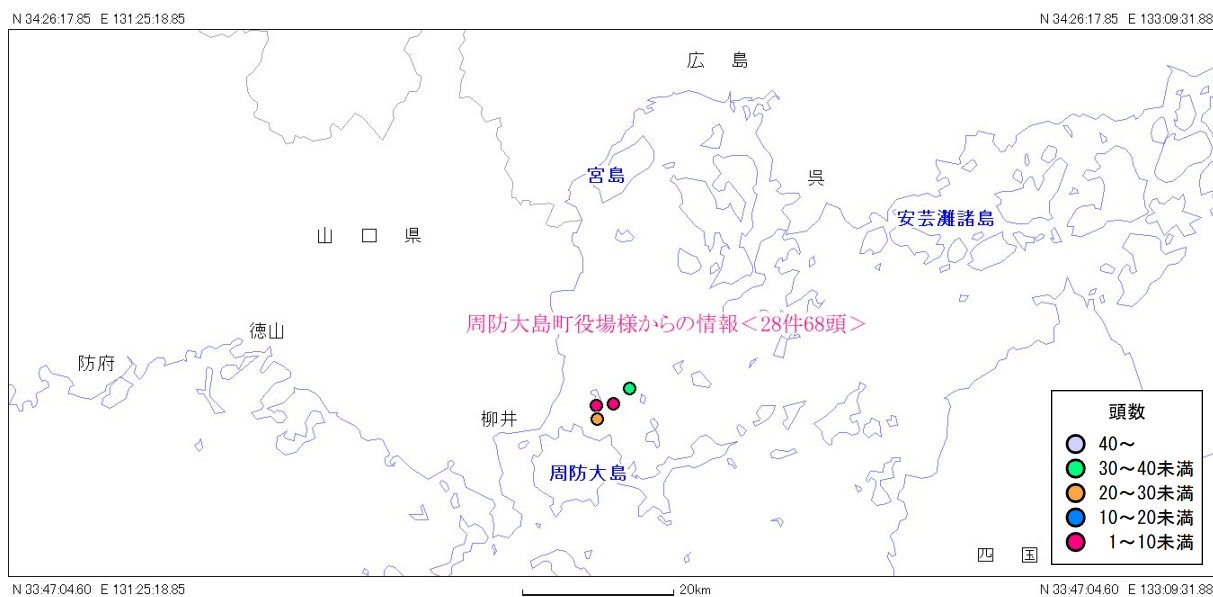 N 34:26:17.85 E 131:25:18.85
N 34:26:17.85 E 133:09:31.88
広 島
宮島
呉
安芸灘諸島
山 口 県
周防大島町役場様からの情報<28件68頭>
徳山
防府
柳井
周防大島
頭数
40～
30～40未満
20～30未満
10～20未満
1～10未満
四 国
N 33:47:04.60 E 131:25:18.85
20km
N 33:47:04.60 E 133:09:31.88